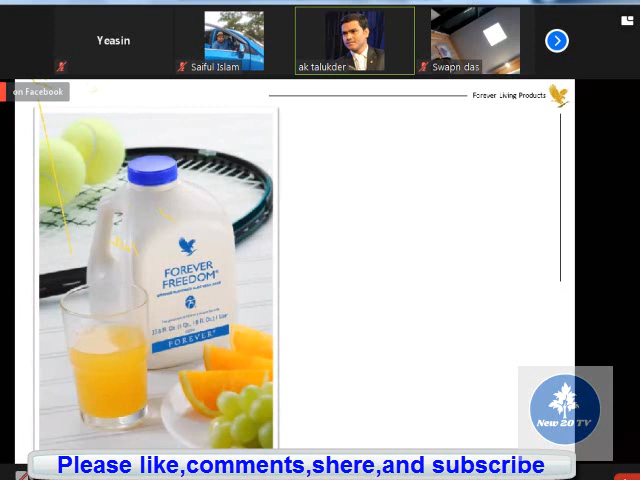 Yeasin
Saiful Islam
ak talukder
Swapn das
on Facebook
Forever Living Products
FOREVER
FREEDOM
FOREVER
New 20 TV
Please like,comments,shere,and subscribe